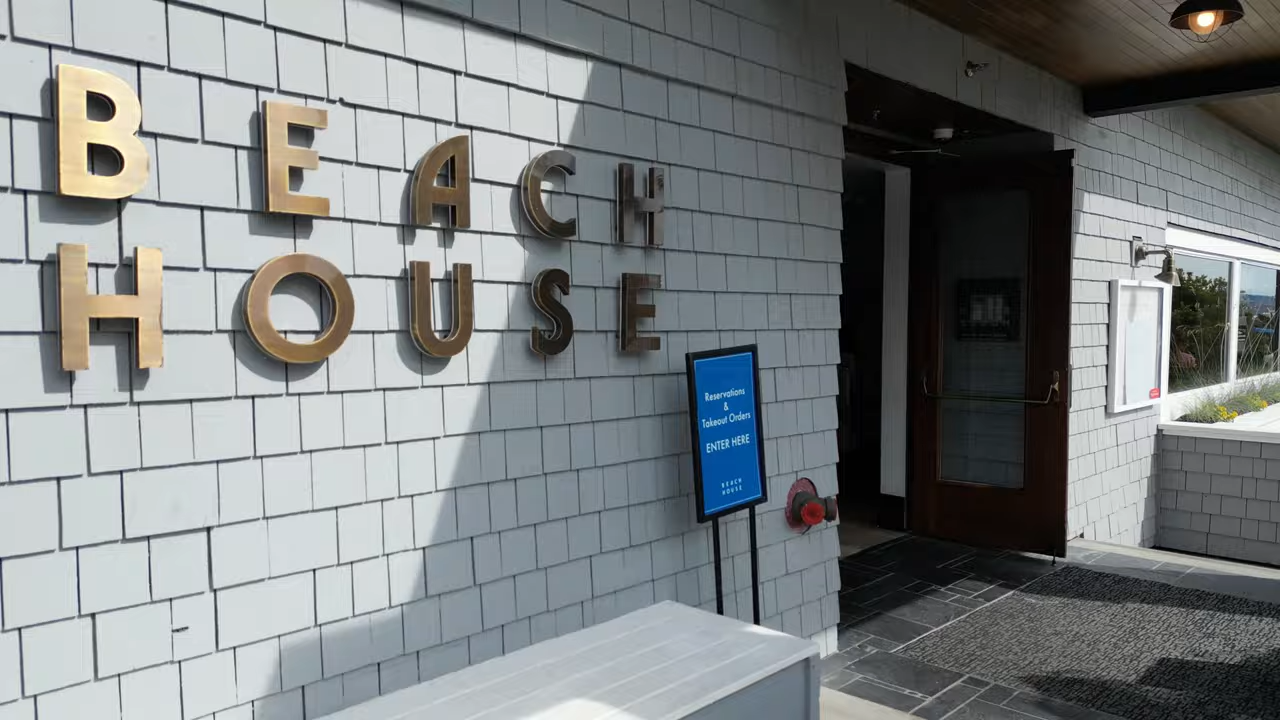 BEACH
HOUSE
Reservations
&
Takeout Orders
ENTER HERE
BEACH
HOUSE